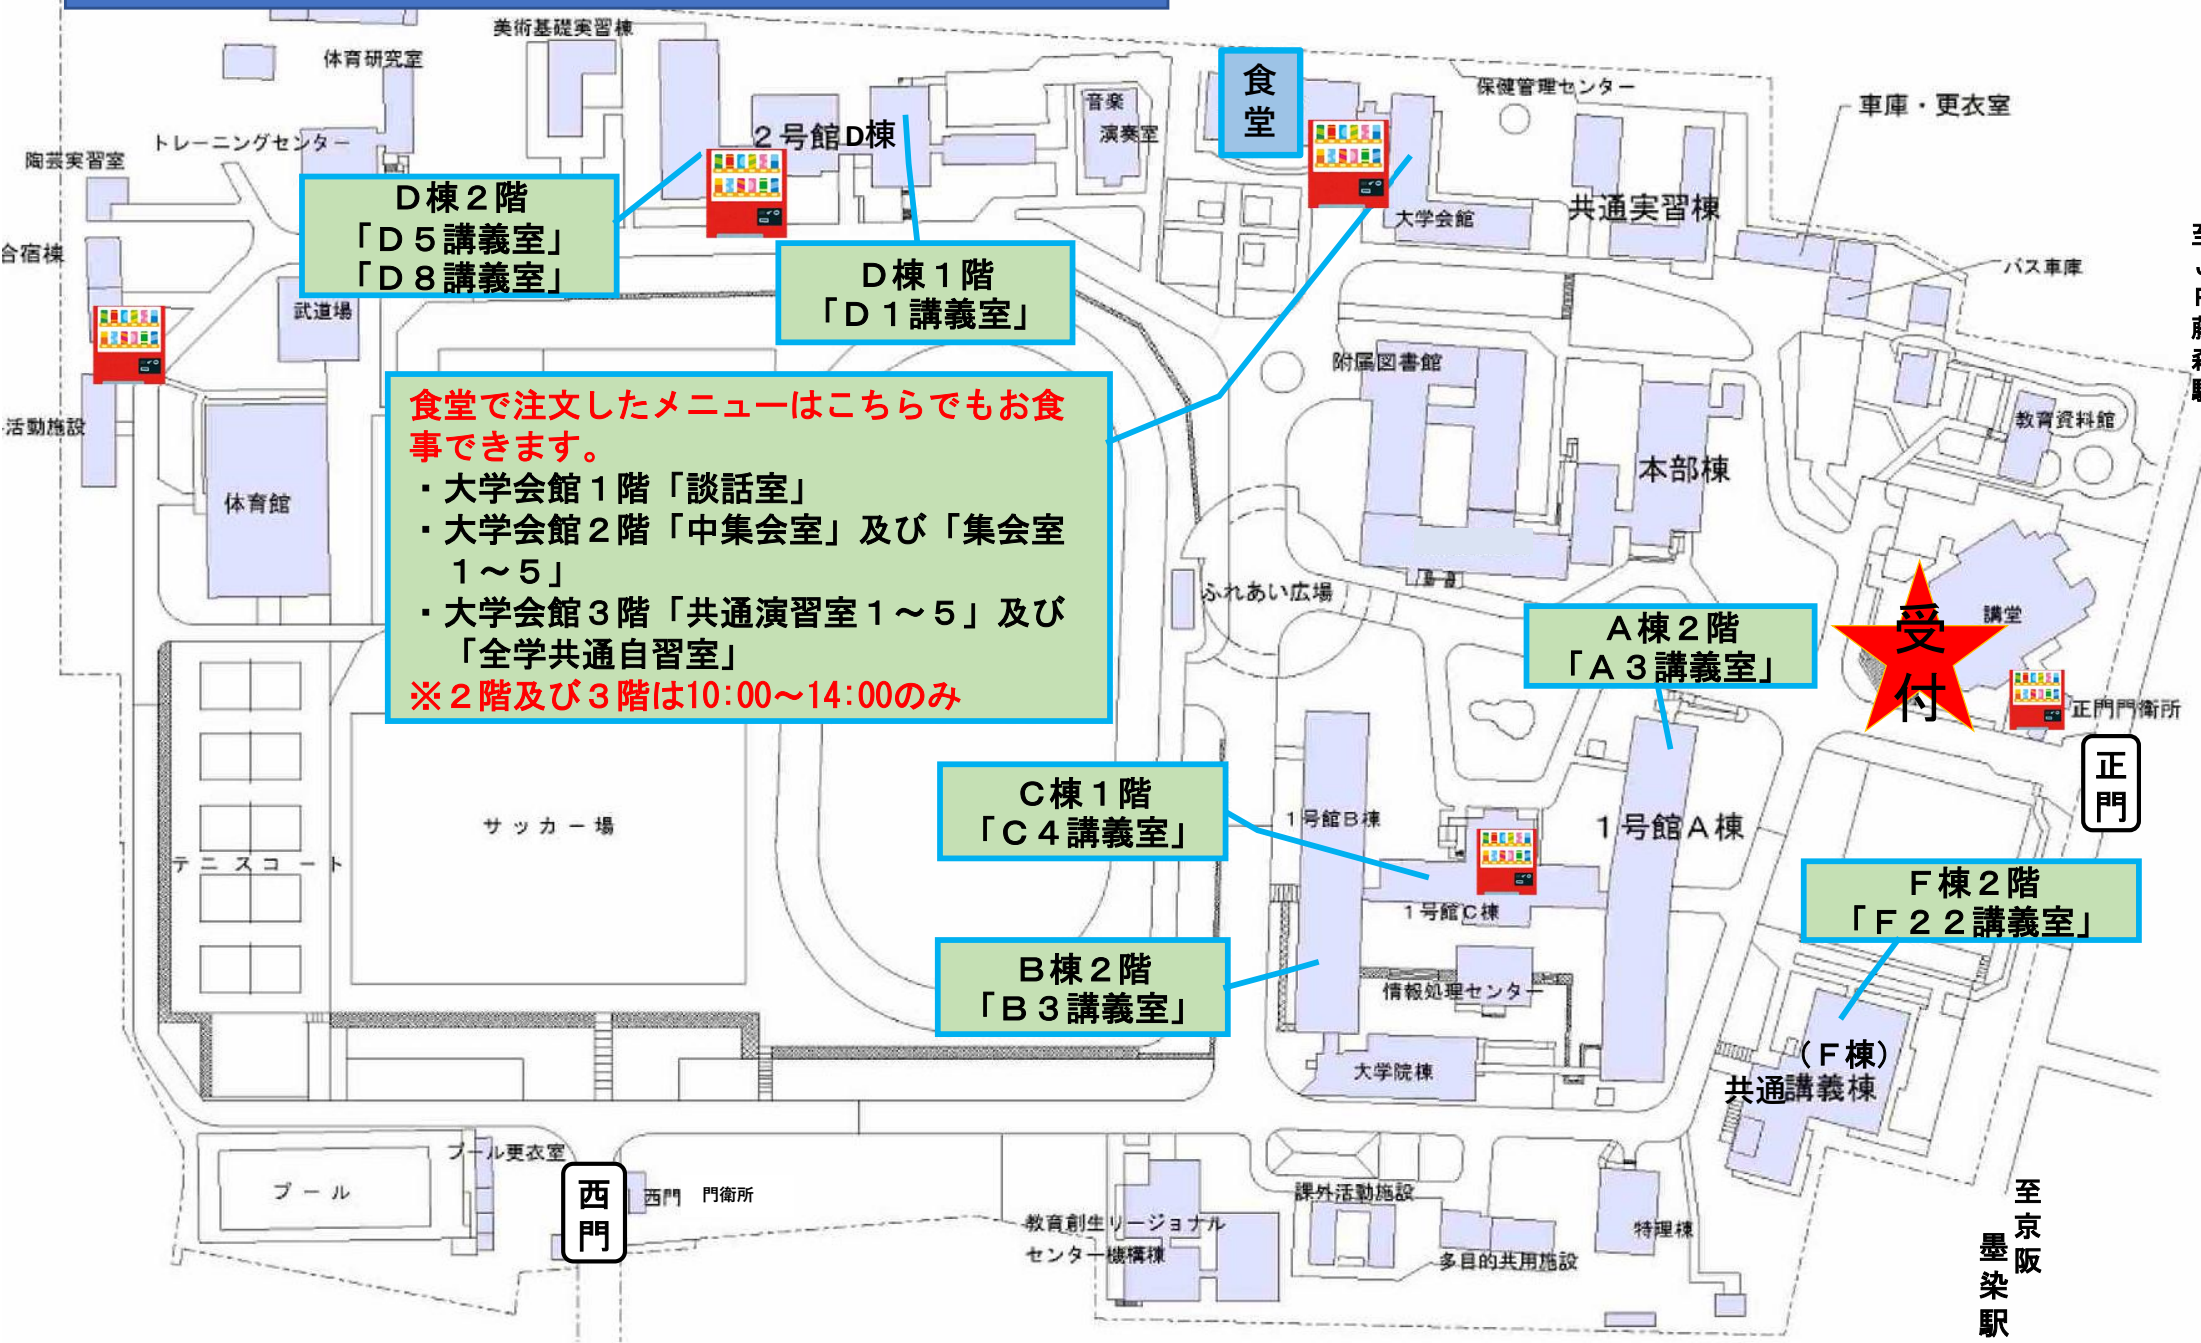 美術基礎実習棟
体育研究室
食堂
保健管理センター
車庫・更衣室
音楽
演奏室
2号館D棟
トレーニングセンター
陶芸実習室
D棟2階
「D5講義室」
「D8講義室」
大学会館
共通実習棟
合宿棟
D棟1階
「D1講義室」
バス車庫
武道場
附属図書館
食堂で注文したメニューはこちらでもお食
事できます。
・大学会館1階「談話室」
・大学会館2階「中集会室」及び「集会室
1～5」
・大学会館3階「共通演習室1～5」及び
「全学共通自習室」
※2階及び3階は10:00～14:00のみ
活動施設
教育資料館
本部棟
体育館
ふれあい広場
A棟2階
「A3講義室」
受付
講堂
正門門衛所
正門
C棟1階
「C4講義室」
1号館B棟
1号館A棟
サッカー場
テニスコート
F棟2階
「F22講義室」
1号館C棟
B棟2階
「B3講義室」
情報処理センター
(F棟)
共通講義棟
大学院棟
プール更衣室
プール
西門
西門 門衛所
課外活動施設
教育創生リージョナル
センター機構棟
特理棟
多目的共用施設
至京阪
墨染駅